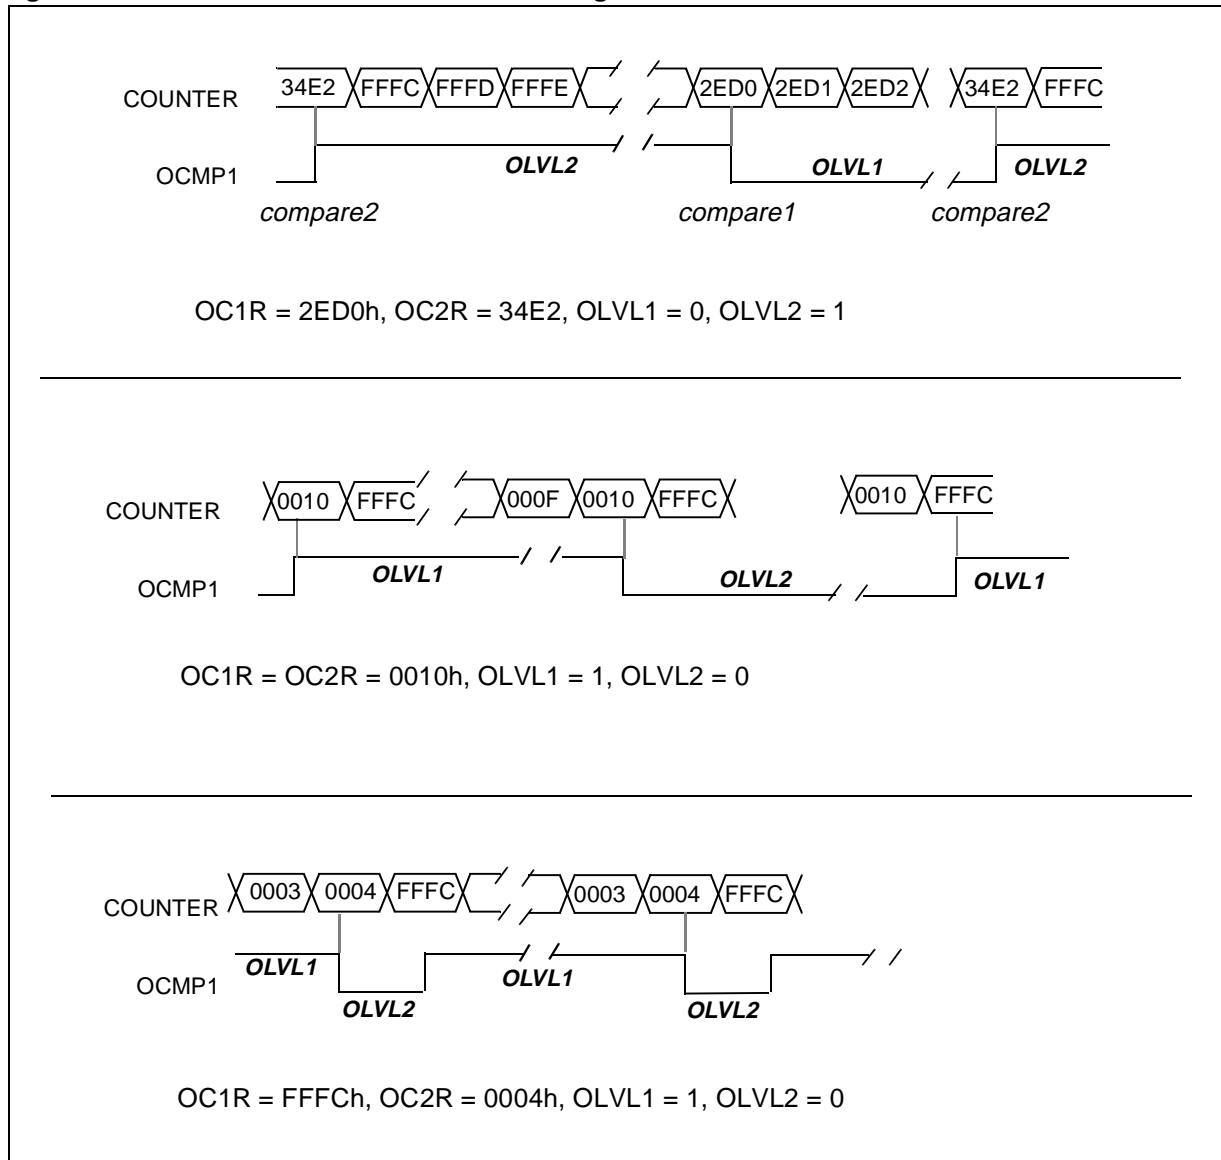 COUNTER 34E2 FFFC FFFD FFFE 2ED0 2ED1 2ED2 34E2 FFFC
OCMP1 OLVL2 OLVL1 OLVL2
compare2 compare1 compare2
OC1R = 2ED0h, OC2R = 34E2, OLVL1 = 0, OLVL2 = 1
COUNTER 0010 FFFC 000F 0010 FFFC 0010 FFFC
OCMP1 OLVL1 OLVL2 OLVL1
OC1R = OC2R = 0010h, OLVL1 = 1, OLVL2 = 0
COUNTER 0003 0004 FFFC 0003 0004 FFFC
OCMP1 OLVL1 OLVL2 OLVL1 OLVL2
OC1R = FFFCh, OC2R = 0004h, OLVL1 = 1, OLVL2 = 0